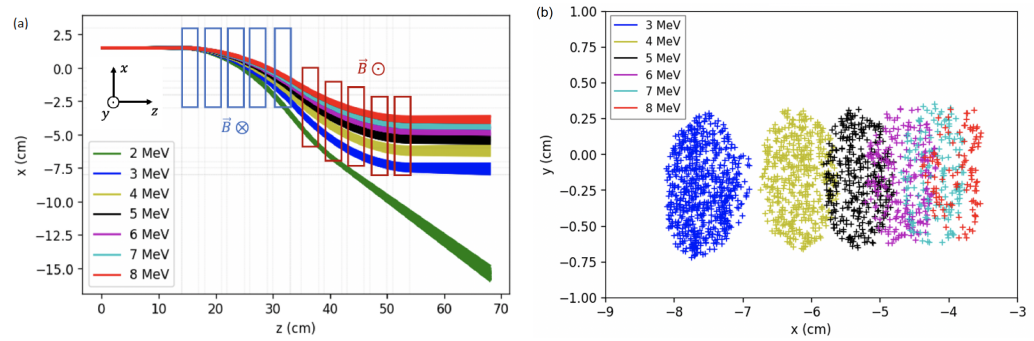 (a)
x (cm)
2.5
0.0
−2.5
−5.0
−7.5
−10.0
−12.5
−15.0
x
y
z
B⃗ ⊗
B⃗ ⊙
2 MeV
3 MeV
4 MeV
5 MeV
6 MeV
7 MeV
8 MeV
0 10 20 30 40 50 60 70
z (cm)
(b)
y (cm)
1.00
0.75
0.50
0.25
0.00
−0.25
−0.50
−0.75
−1.00
3 MeV
4 MeV
5 MeV
6 MeV
7 MeV
8 MeV
−9 −8 −7 −6 −5 −4 −3
x (cm)